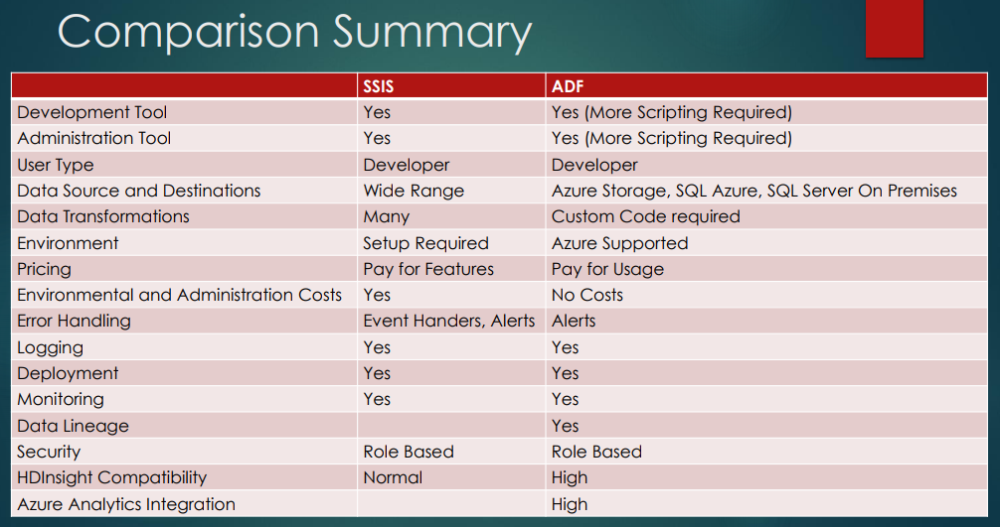 Comparison Summary
SSIS ADF
Development Tool Yes Yes (More Scripting Required)
Administration Tool Yes Yes (More Scripting Required)
User Type Developer Developer
Data Source and Destinations Wide Range Azure Storage, SQL Azure, SQL Server On Premises
Data Transformations Many Custom Code required
Environment Setup Required Azure Supported
Pricing Pay for Features Pay for Usage
Environmental and Administration Costs Yes No Costs
Error Handling Event Handers, Alerts Alerts
Logging Yes Yes
Deployment Yes Yes
Monitoring Yes Yes
Data Lineage Yes
Security Role Based Role Based
HDInsight Compatibility Normal High
Azure Analytics Integration High